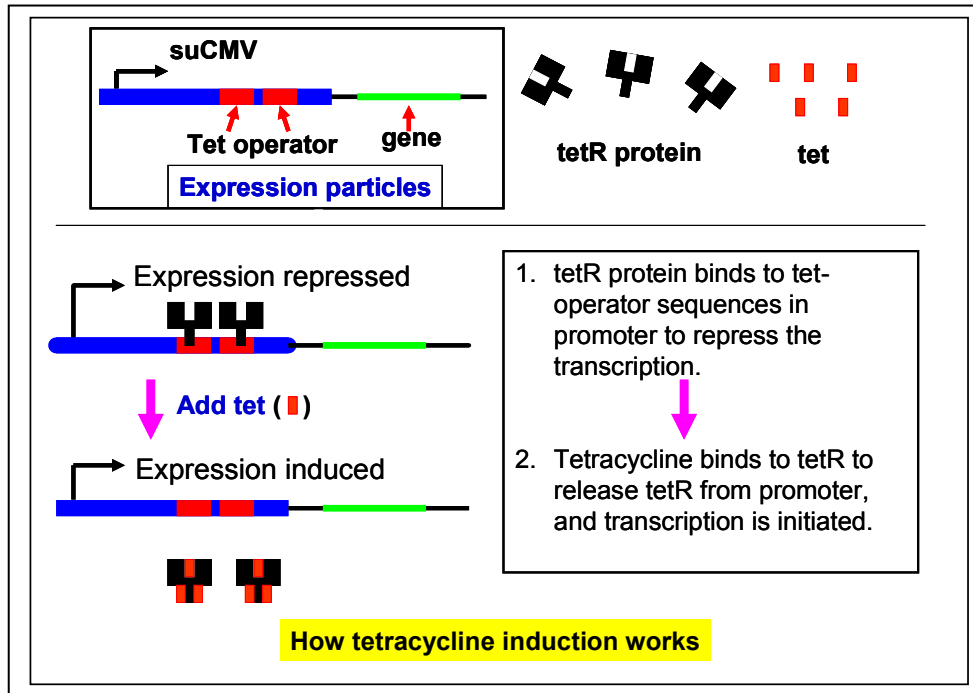 suCMV
Tet operator
gene
Expression particles
tetR protein
tet
Expression repressed
Add tet ( )
Expression induced
1. tetR protein binds to tet-
operator sequences in
promoter to repress the
transcription.
2. Tetracycline binds to tetR to
release tetR from promoter,
and transcription is initiated.
How tetracycline induction works